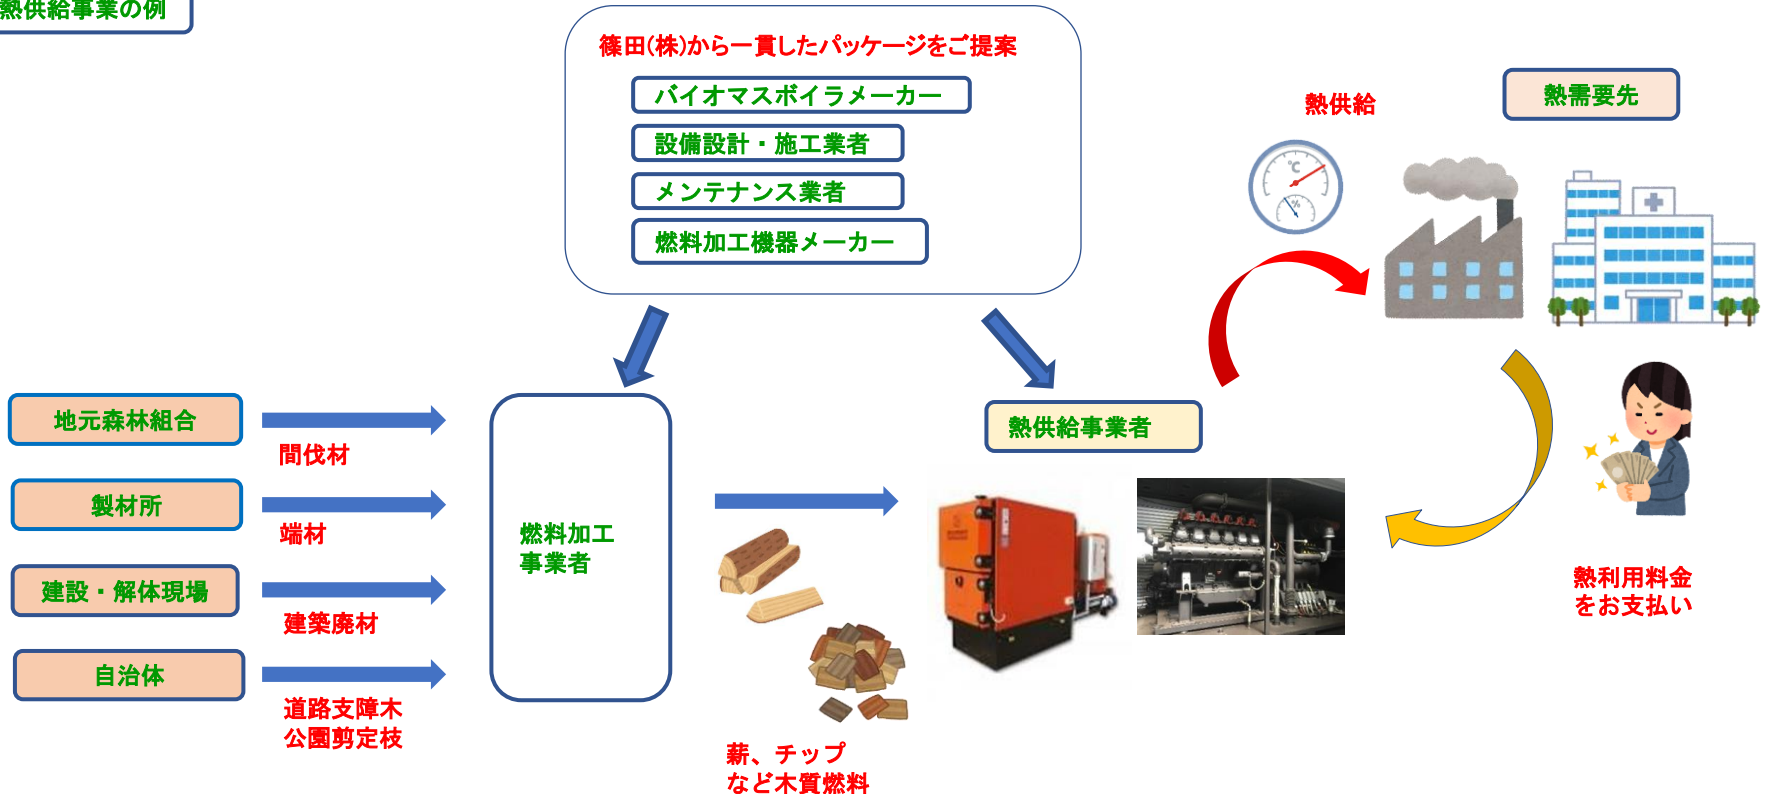 熱供給事業の例
篠田(株)から一貫したパッケージをご提案
バイオマスボイラメーカー
設備設計・施工業者
メンテナンス業者
燃料加工機器メーカー
熱供給
熱需要先
℃
%
地元森林組合
間伐材
製材所
端材
建設・解体現場
建築廃材
自治体
道路支障木
公園剪定枝
燃料加工
事業者
薪、チップ
など木質燃料
熱供給事業者
熱利用料金
をお支払い